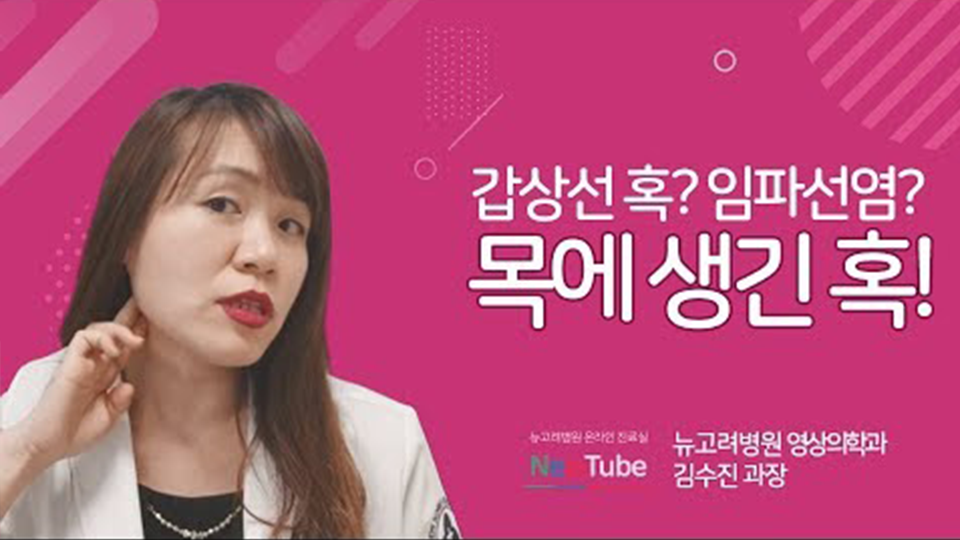 갑상선 혹? 임파선염?
목에 생긴 혹!
뉴고려병원 온라인 진료실
뉴고려병원 영상의학과
NewTube
김수진 과장